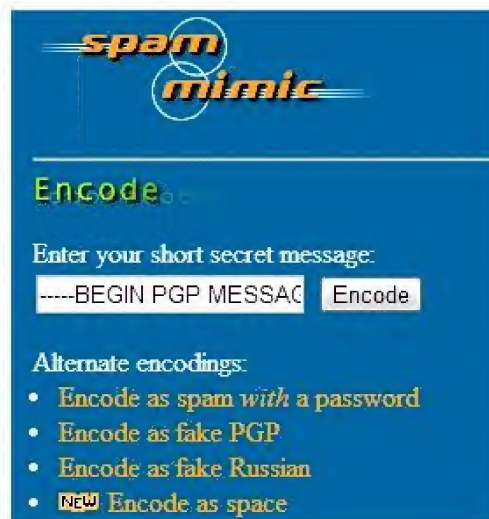 spam
mimic
Encode
Enter your short secret message:
-----BEGIN PGP MESSAG Encode
Alternate encodings:
• Encode as spam with a password
• Encode as fake PGP
• Encode as fake Russian
• NEW Encode as space